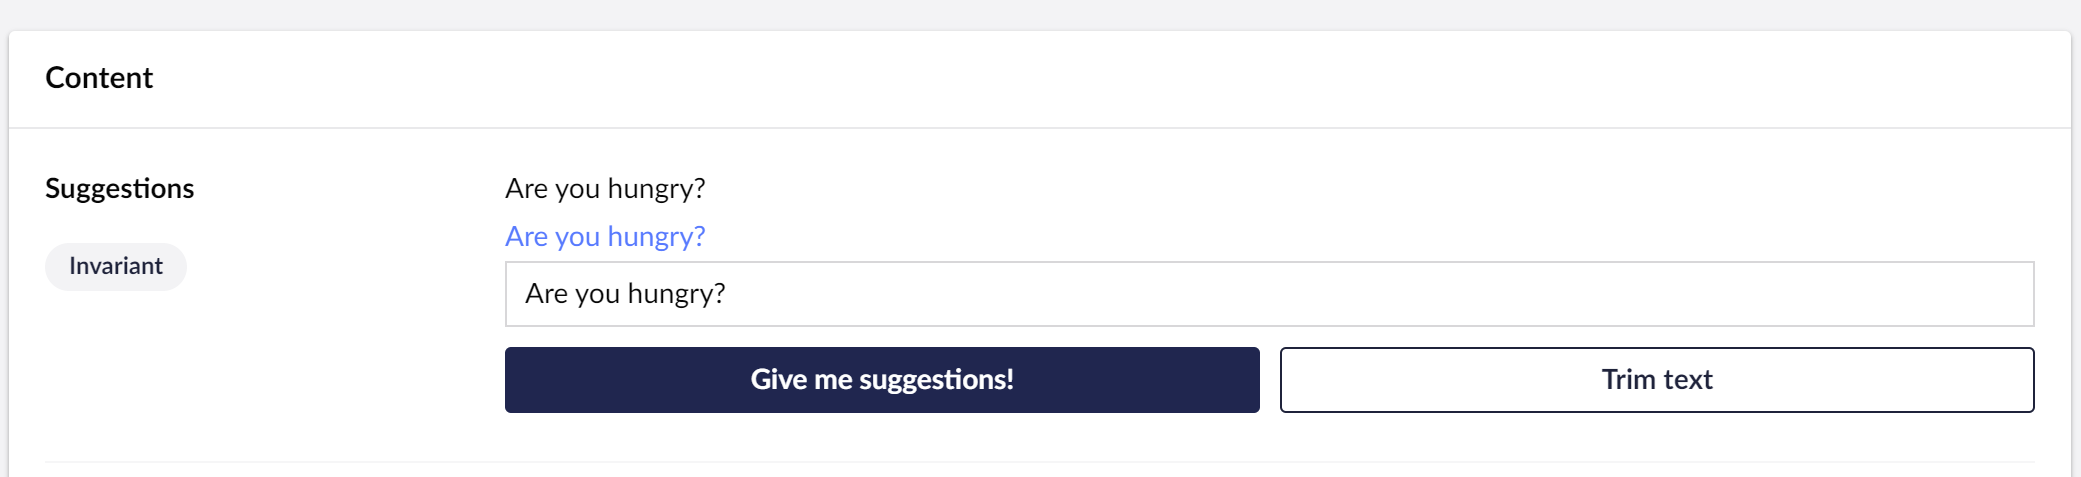 Content
Suggestions
Invariant
Are you hungry?
Are you hungry?
Are you hungry?
Give me suggestions!
Trim text